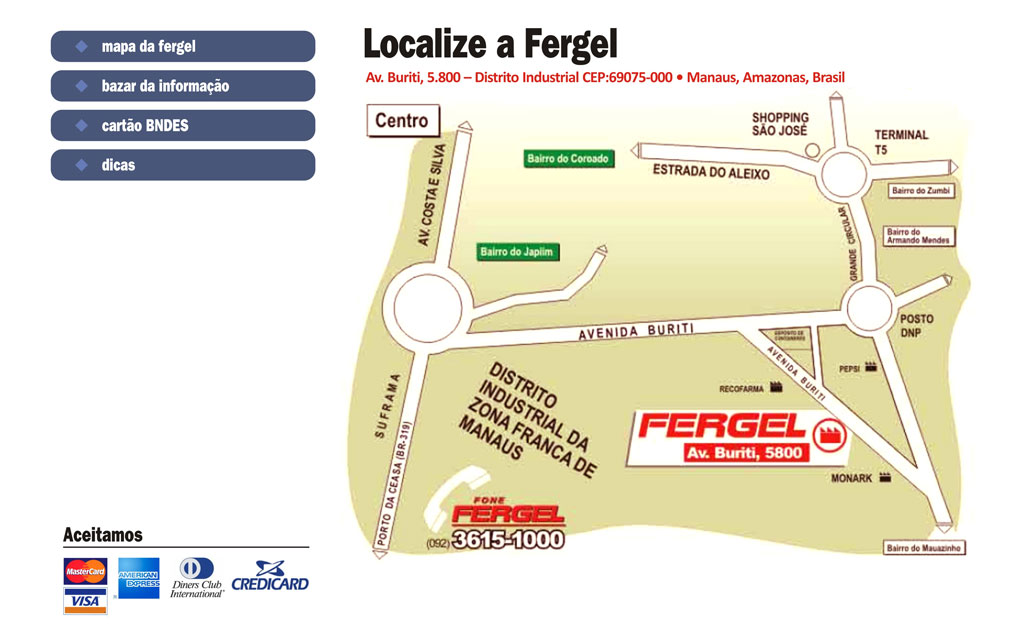 mapa da fergel
bazar da informação
cartão BNDES
dicas
Localize a Fergel
Av. Buriti, 5.800 – Distrito Industrial CEP:69075-000 • Manaus, Amazonas, Brasil
Centro
AV. COSTA E SILVA
Bairro do Coroado
Bairro do Japiim
SHOPPING
SÃO JOSÉ
TERMINAL
T5
ESTRADA DO ALEIXO
Bairro do Zumbi
Bairro do
Armando Mendes
GRANDE CIRCULAR
POSTO
DNP
AVENIDA BURITI
DEPÓSITO DE
CONTAINERES
AVENIDA BURITI
PEPSI
RECOFARMA
SUFRAMA
DISTRITO
INDUSTRIAL DA
ZONA FRANCA DE
MANAUS
FERGEL
Av. Buriti, 5800
MONARK
PORTO DA CEASA (BR-319)
FONE
FERGEL
(092) 3615-1000
Bairro do Mauazinho
Aceitamos
MasterCard
VISA
AMERICAN
EXPRESS
Diners Club
International
CREDICARD